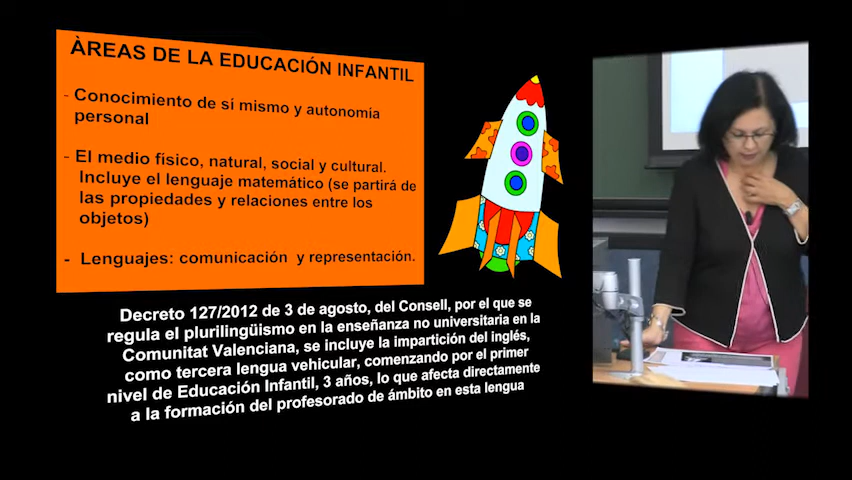 ÀREAS DE LA EDUCACIÓN INFANTIL
- Conocimiento de sí mismo y autonomía
personal
- El medio físico, natural, social y cultural.
Incluye el lenguaje matemático (se partirá de
las propiedades y relaciones entre los
objetos)
- Lenguajes: comunicación y representación.
Decreto 127/2012 de 3 de agosto, del Consell, por el que se
regula el plurilingüismo en la enseñanza no universitaria en la
Comunitat Valenciana, se incluye la impartición del inglés,
como tercera lengua vehicular, comenzando por el primer
nivel de Educación Infantil, 3 años, lo que afecta directamente
a la formación del profesorado de ámbito en esta lengua